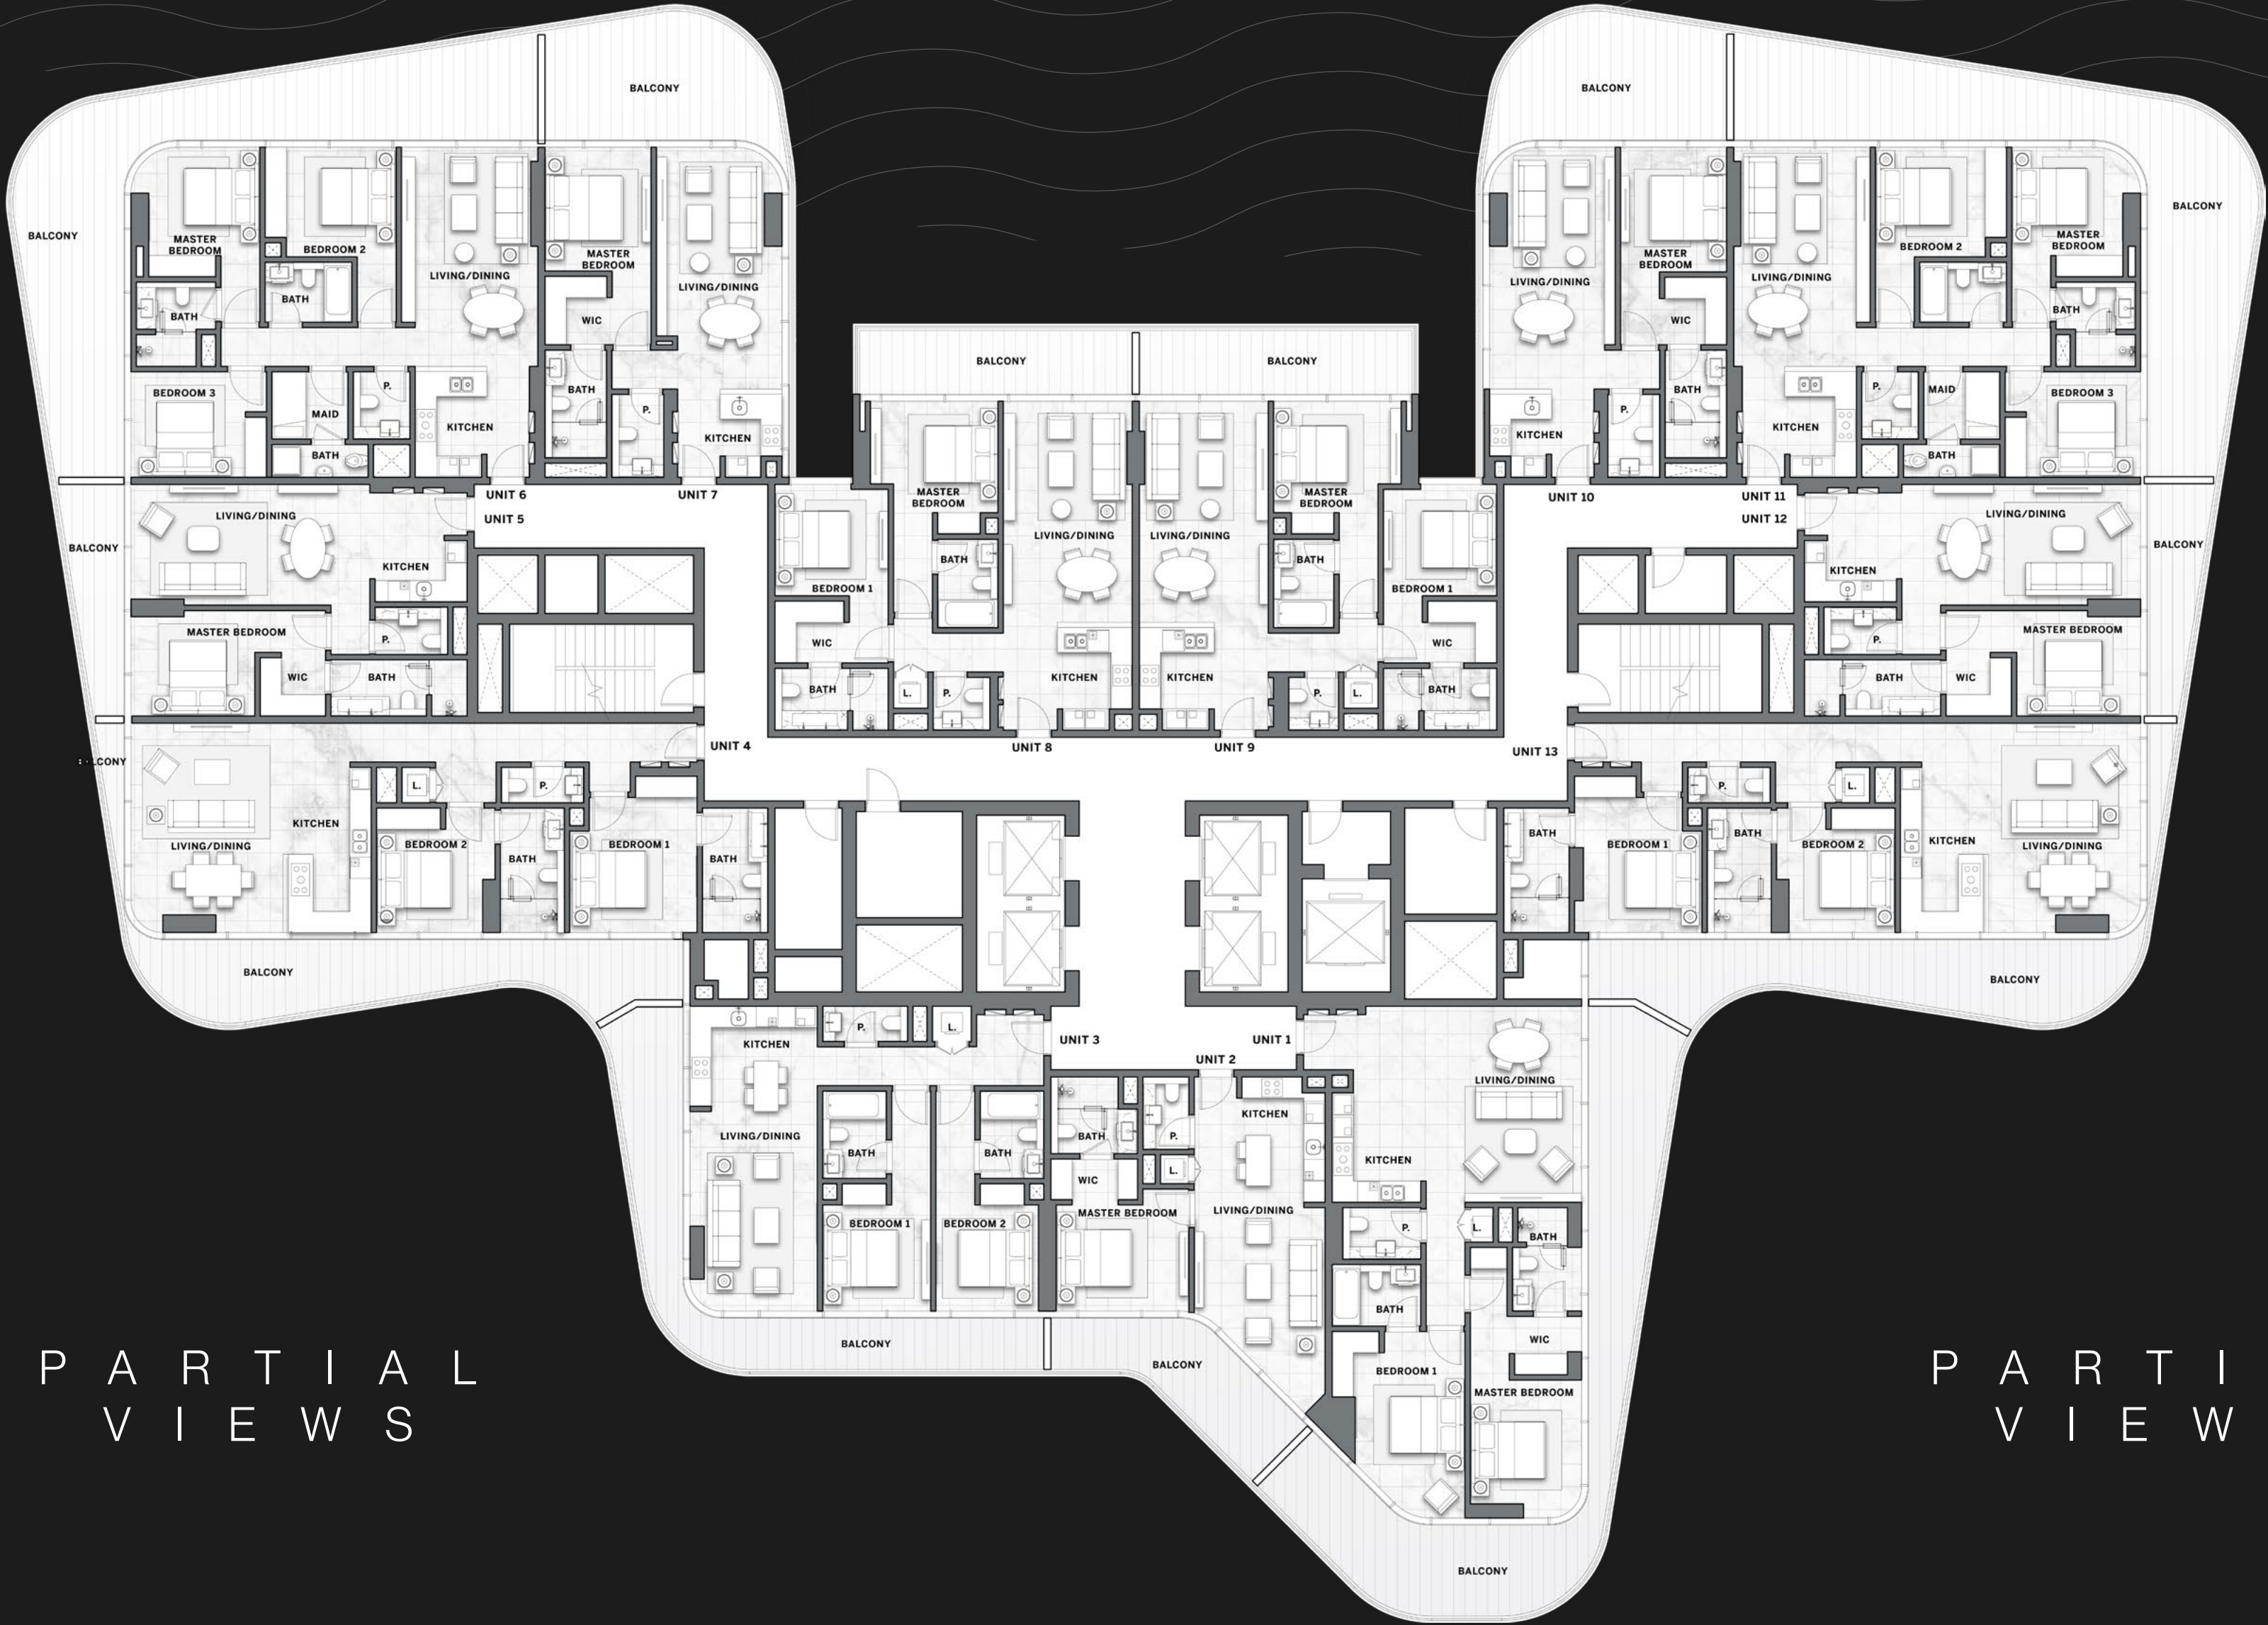 BALCONY
BALCONY
BALCONY
BALCONY
MASTER
BEDROOM
BEDROOM 2
LIVING/DINING
BATH
BATH
MASTER
BEDROOM
LIVING/DINING
WIC
BEDROOM 3
MAID
P.
KITCHEN
BATH
BATH
P.
KITCHEN
UNIT 6
UNIT 7
UNIT 5
LIVING/DINING
BALCONY
KITCHEN
MASTER BEDROOM
P.
WIC
BATH
BALCONY
BALCONY
MASTER
BEDROOM
LIVING/DINING
BATH
BEDROOM 1
WIC
BATH
L.
P.
KITCHEN
UNIT 8
LIVING/DINING
MASTER
BEDROOM
BATH
BEDROOM 1
WIC
KITCHEN
P.
L.
BATH
UNIT 9
LIVING/DINING
MASTER
BEDROOM
WIC
BATH
P.
KITCHEN
UNIT 10
LIVING/DINING
BEDROOM 2
MASTER
BEDROOM
BATH
P.
MAID
BEDROOM 3
KITCHEN
BATH
UNIT 11
UNIT 12
LIVING/DINING
BALCONY
KITCHEN
P.
MASTER BEDROOM
BATH
WIC
UNIT 4
LCONY
L.
P.
KITCHEN
LIVING/DINING
BEDROOM 2
BATH
BEDROOM 1
BATH
BALCONY
UNIT 13
P.
L.
BATH
BEDROOM 1
BATH
BEDROOM 2
KITCHEN
LIVING/DINING
BALCONY
P.
L.
KITCHEN
UNIT 3
LIVING/DINING
BATH
BATH
BEDROOM 1
BEDROOM 2
BALCONY
UNIT 2
BATH
P.
KITCHEN
WIC
L.
MASTER BEDROOM
LIVING/DINING
BALCONY
UNIT 1
LIVING/DINING
KITCHEN
P.
L.
BATH
BATH
WIC
BEDROOM 1
MASTER BEDROOM
BALCONY
PARTIAL
VIEWS
PARTI
VIEW